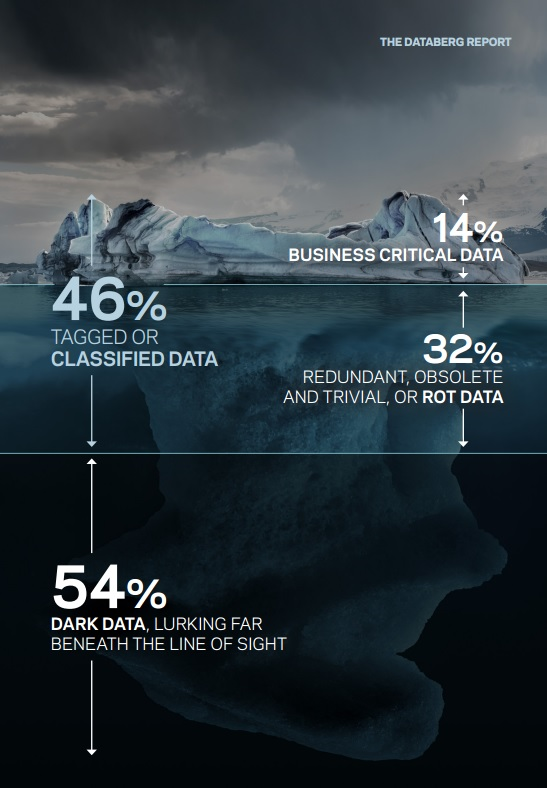 THE DATABERG REPORT
14%
BUSINESS CRITICAL DATA
46%
TAGGED OR
CLASSIFIED DATA
32%
REDUNDANT, OBSOLETE
AND TRIVIAL, OR ROT DATA
54%
DARK DATA, LURKING FAR
BENEATH THE LINE OF SIGHT